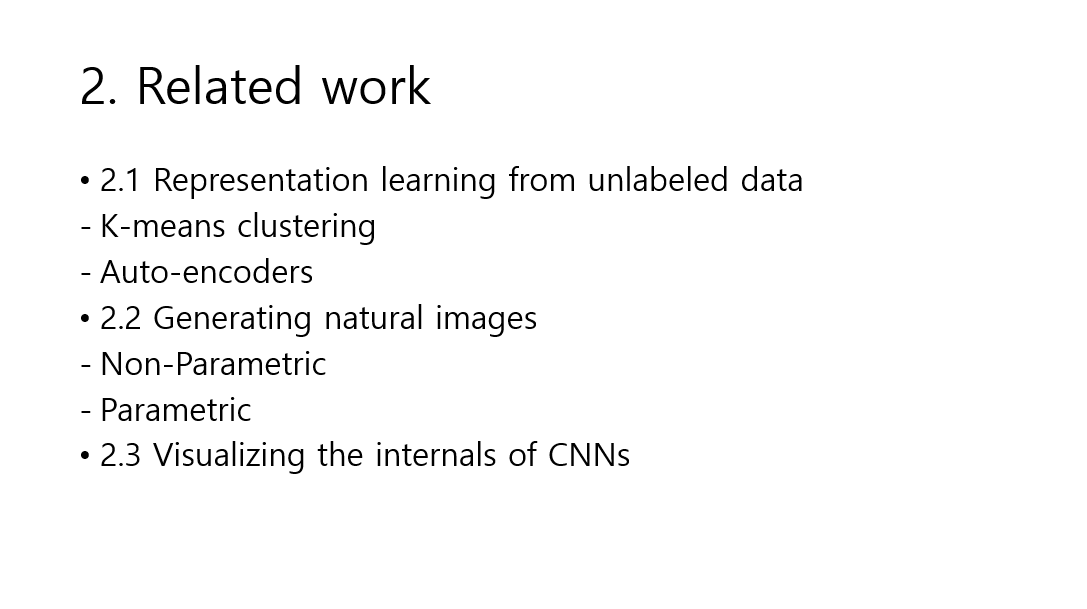 2. Related work
• 2.1 Representation learning from unlabeled data
- K-means clustering
- Auto-encoders
• 2.2 Generating natural images
- Non-Parametric
- Parametric
• 2.3 Visualizing the internals of CNNs